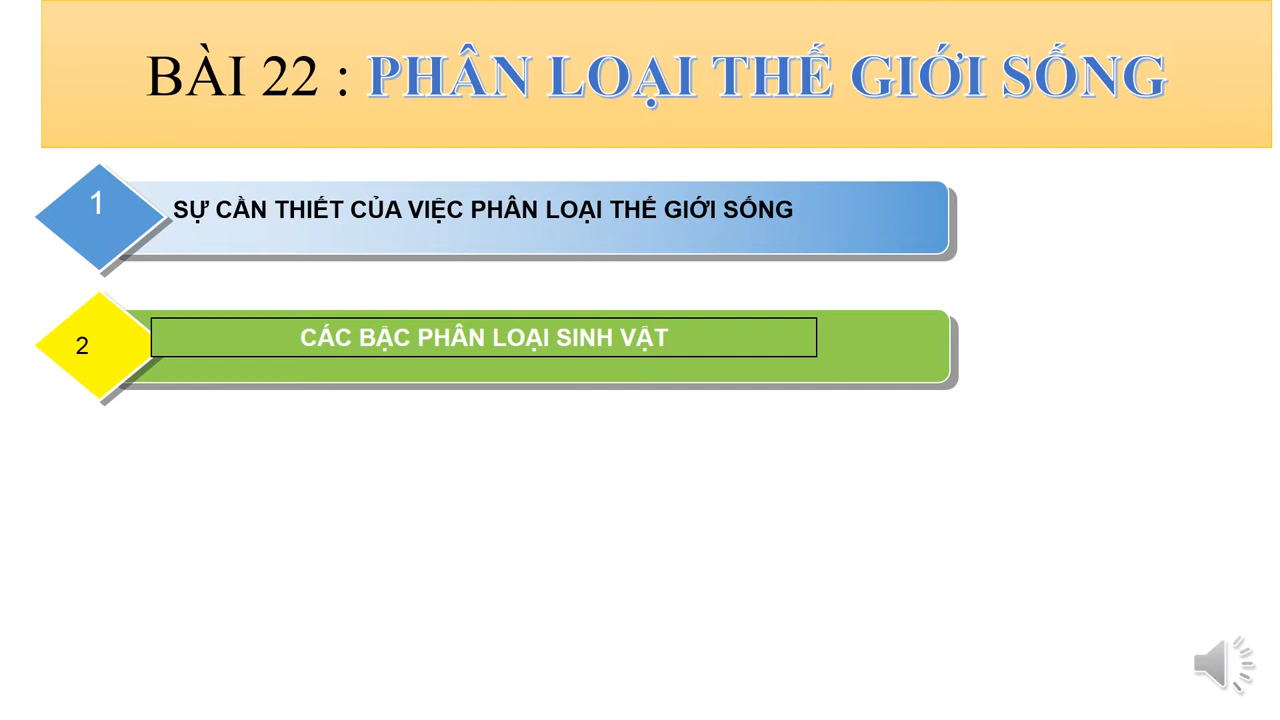 BÀI 22 : PHÂN LOẠI THẾ GIỚI SỐNG
1
SỰ CẦN THIẾT CỦA VIỆC PHÂN LOẠI THẾ GIỚI SỐNG
2
CÁC BẬC PHÂN LOẠI SINH VẬT